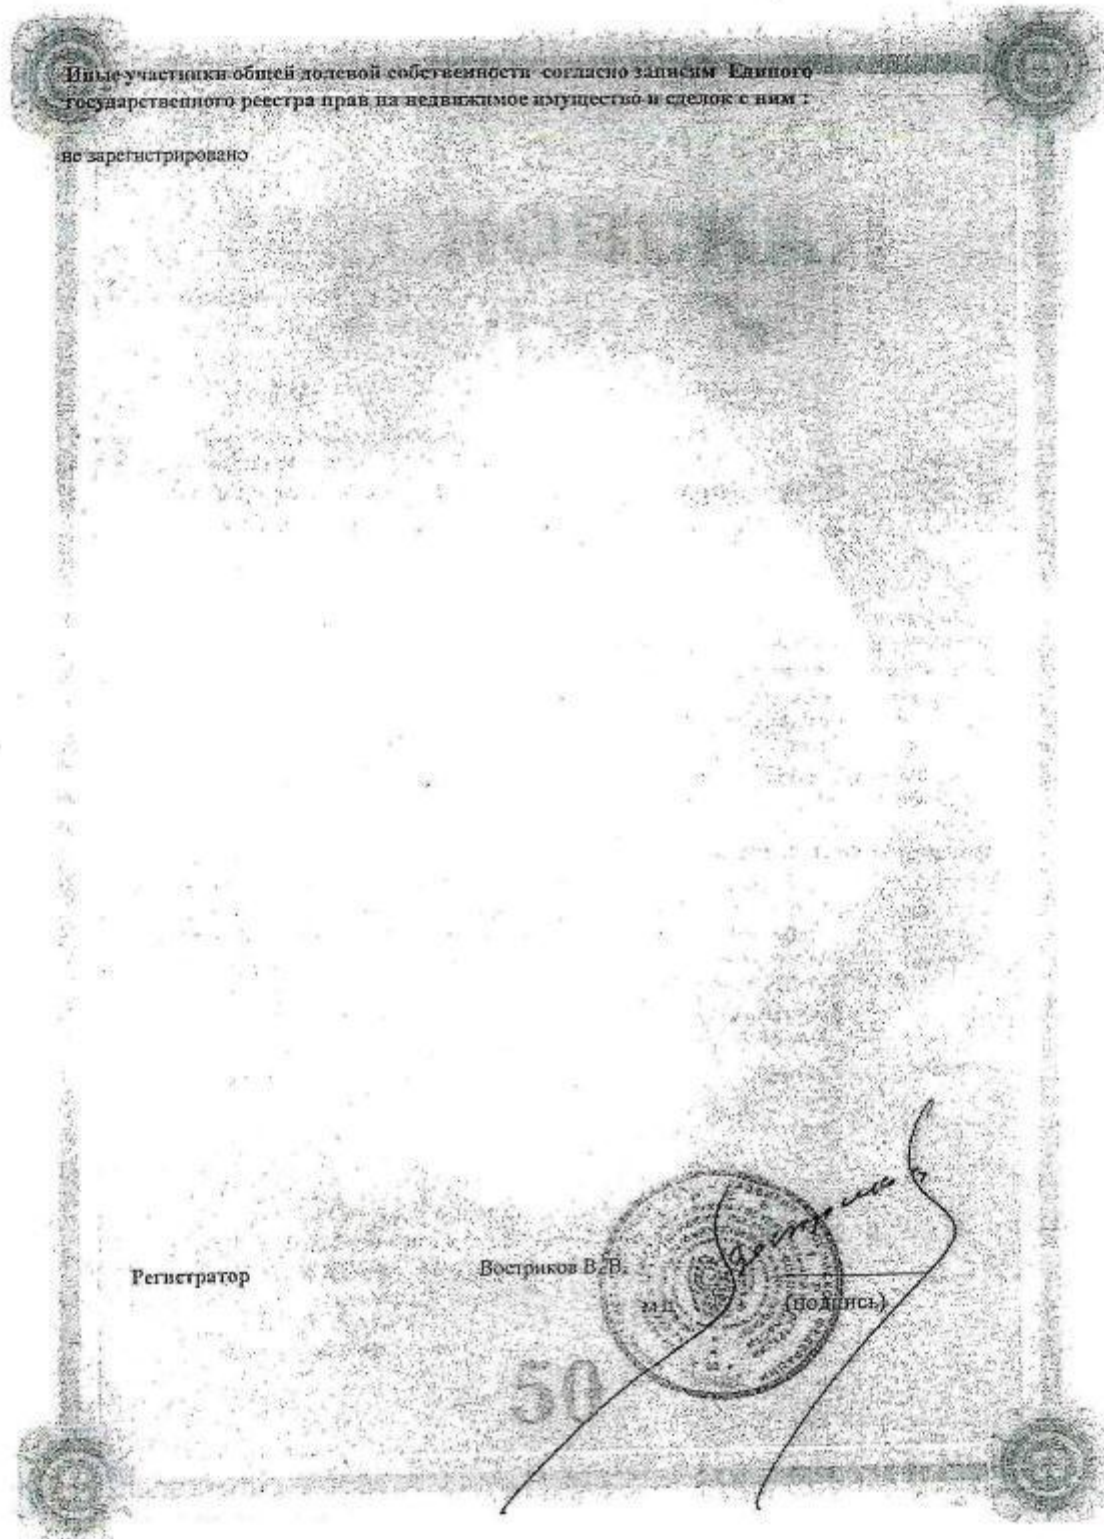 Иные участники общей долевой собственности согласно записям Единого
государственного реестра прав на недвижимое имущество и сделок с ним :
не зарегистрировано
Регистратор Востриков В. В.
М.П. (подпись)
50